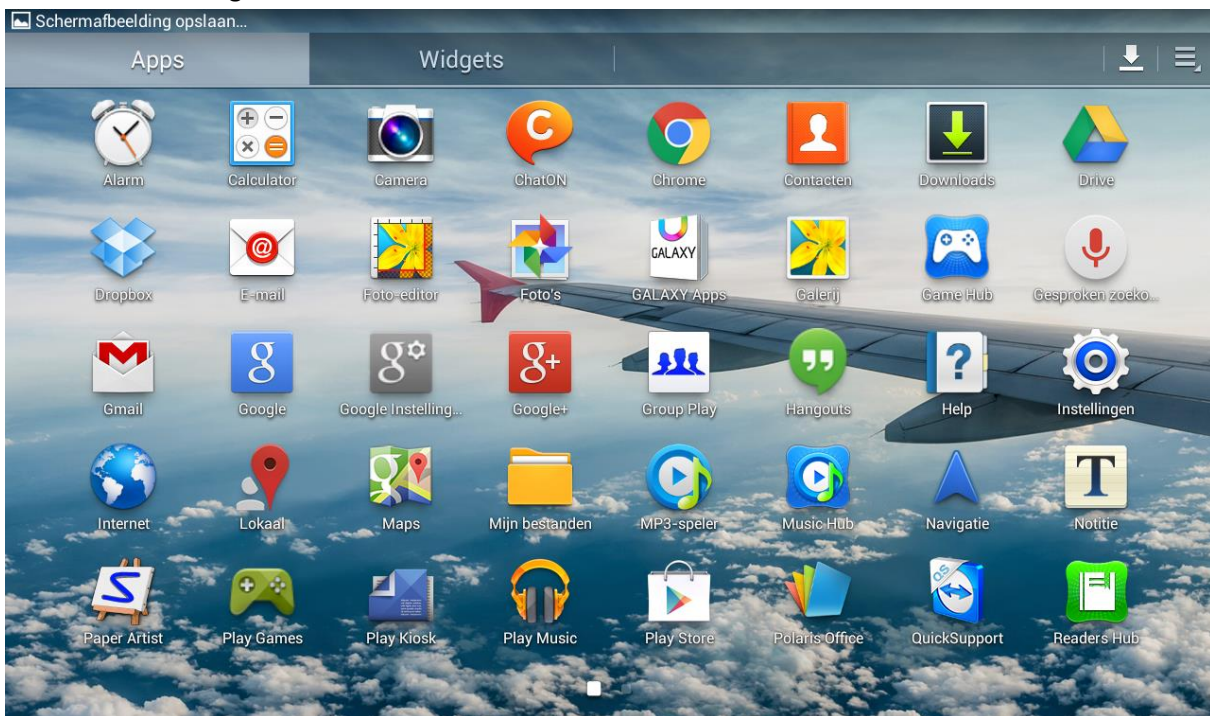 Schermafbeelding opslaan...
Apps Widgets
Alarm Calculator Camera ChatON Chrome Contacten Downloads Drive
GALAXY
Dropbox E-mail Foto-editor Foto's GALAXY Apps Galerij Game Hub Gesproken zoeko...
Gmail Google Google Instelling... Google+ Group Play Hangouts Help Instellingen
Internet Lokaal Maps Mijn bestanden MP3-speler Music Hub Navigatie Notitie
QS
Paper Artist Play Games Play Kiosk Play Music Play Store Polaris Office QuickSupport Readers Hub